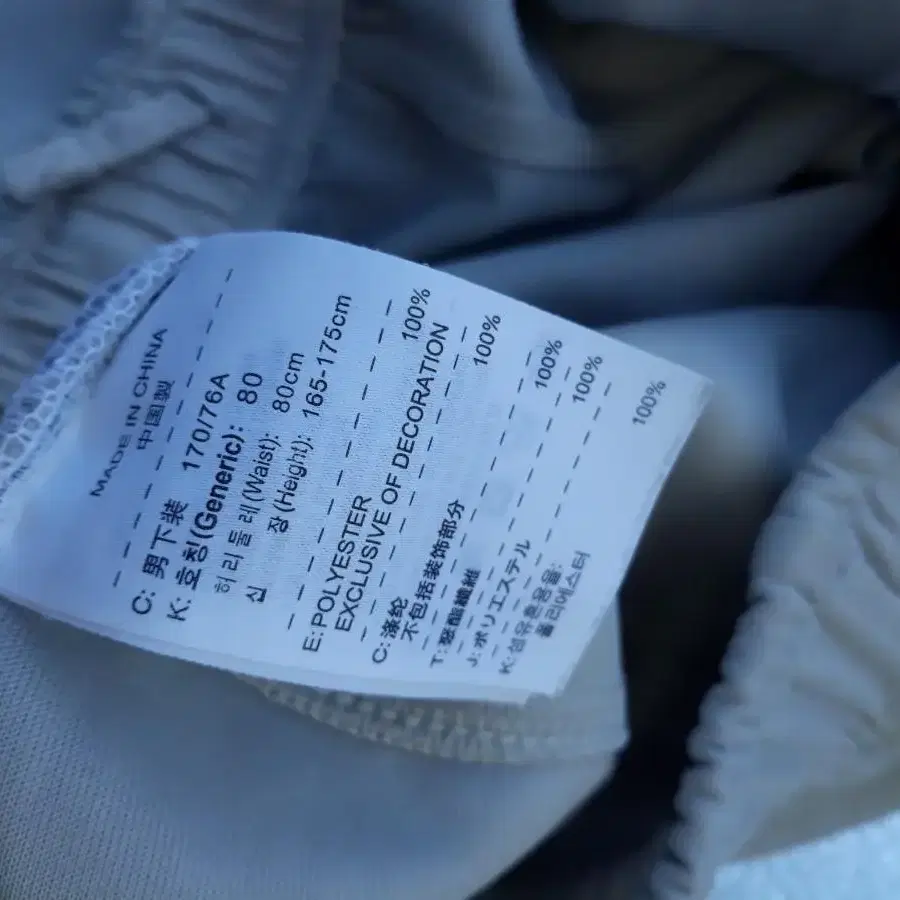 MADE IN CHINA
中国製
C: 男下装 170/76A
K: 호칭(Generic): 80
허리둘레(Waist): 80cm
신 장(Height): 165-175cm
E: POLYESTER 100%
EXCLUSIVE OF DECORATION
C: 涤纶 100%
不包括装饰部分
T: 聚酯纖維 100%
J: ポリエステル 100%
K: 섬유혼용율:
폴리에스터 100%